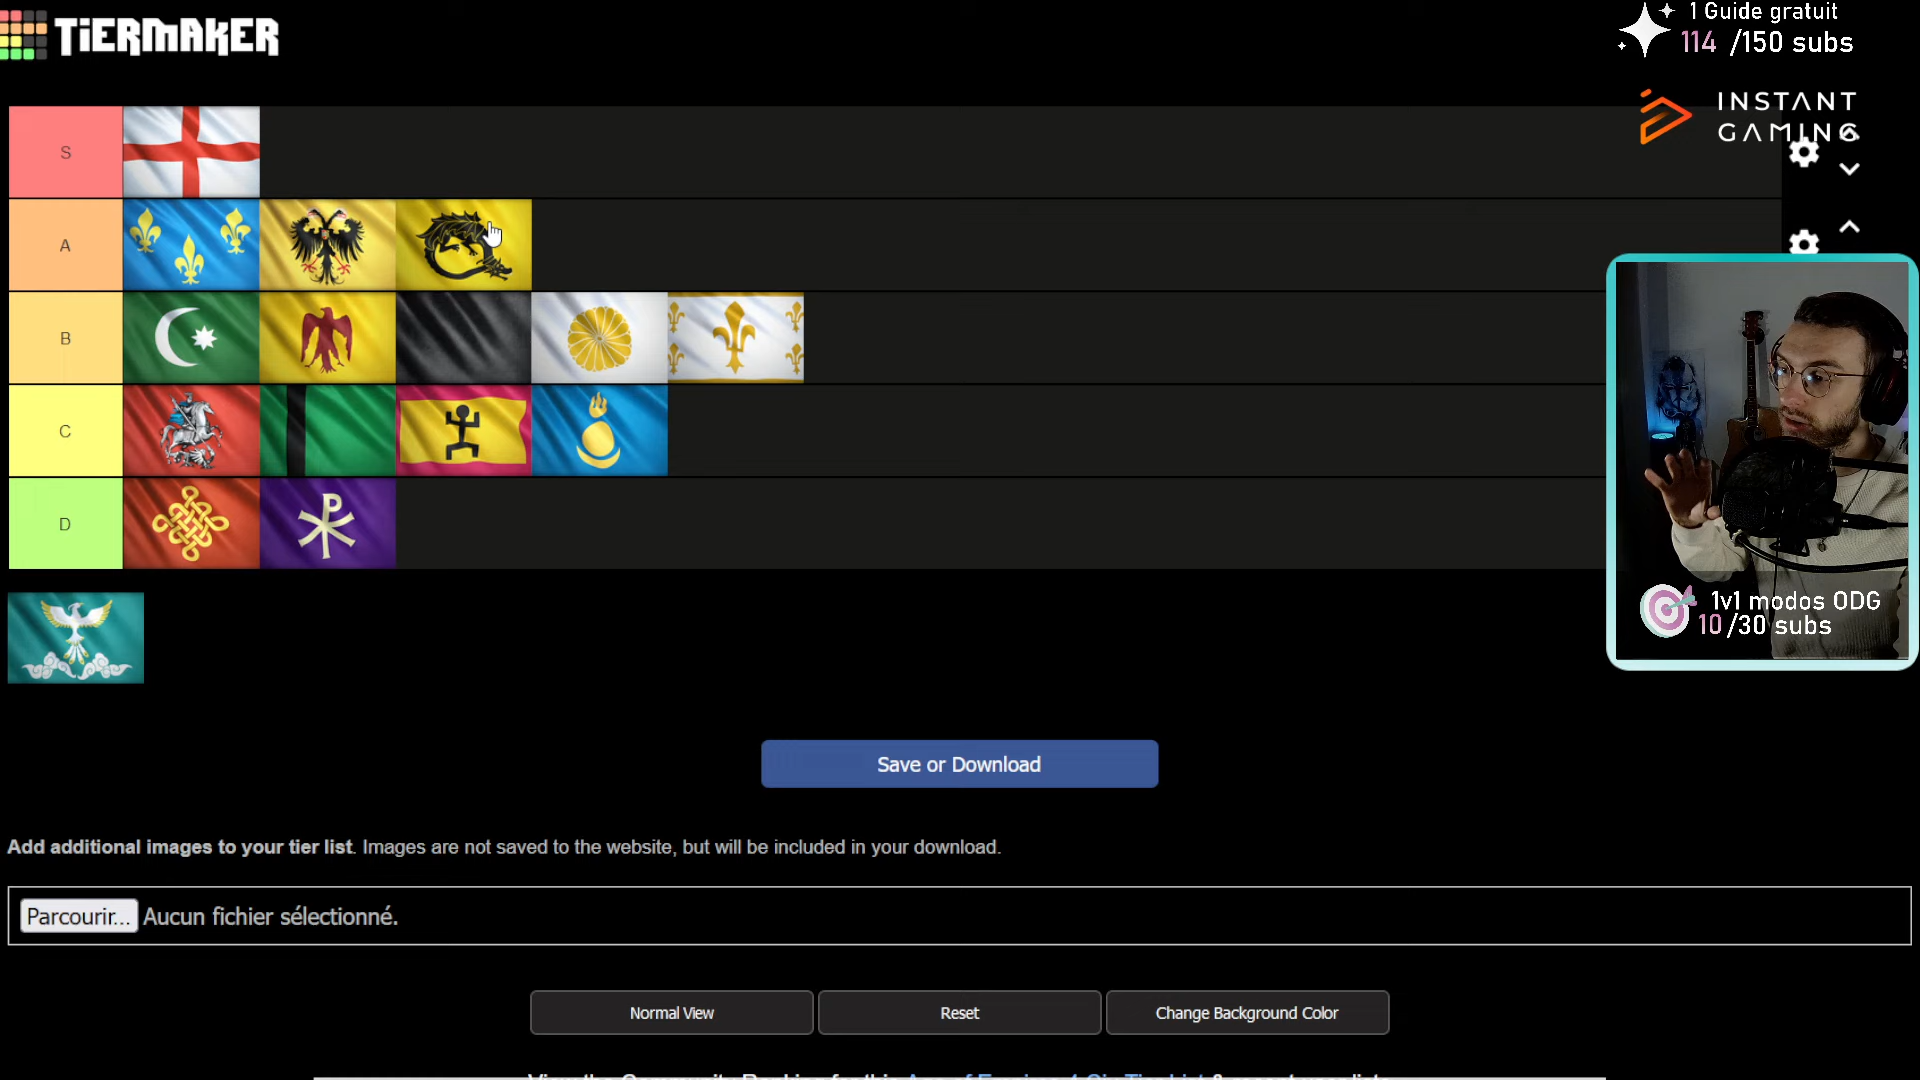 TiERMAKER
1 Guide gratuit
114 /150 subs
INSTANT
GAMING
S
A
B
C
D
1v1 modos ODG
10 /30 subs
Save or Download
Add additional images to your tier list. Images are not saved to the website, but will be included in your download.
Parcourir... Aucun fichier sélectionné.
Normal View
Reset
Change Background Color